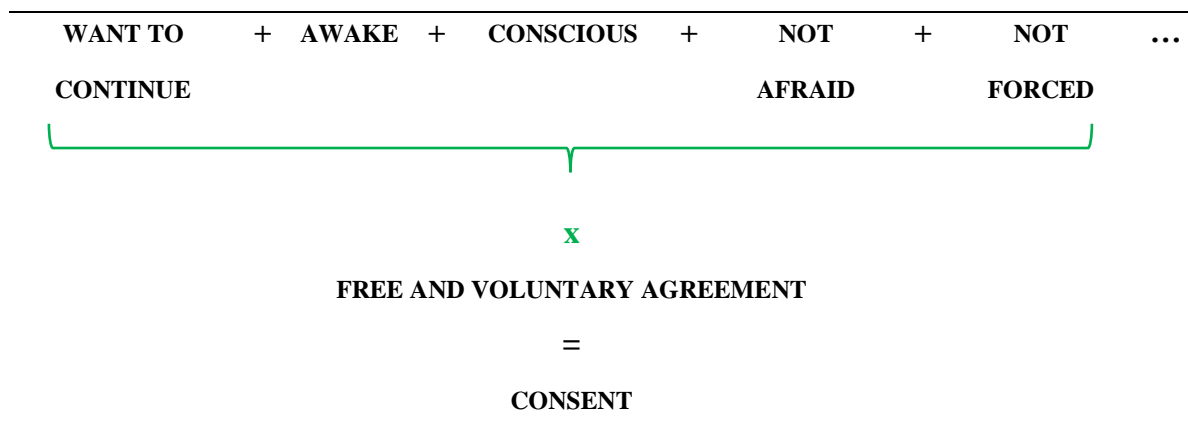 WANT TO + AWAKE + CONSCIOUS + NOT + NOT ...
CONTINUE AFRAID FORCED
x
FREE AND VOLUNTARY AGREEMENT
=
CONSENT